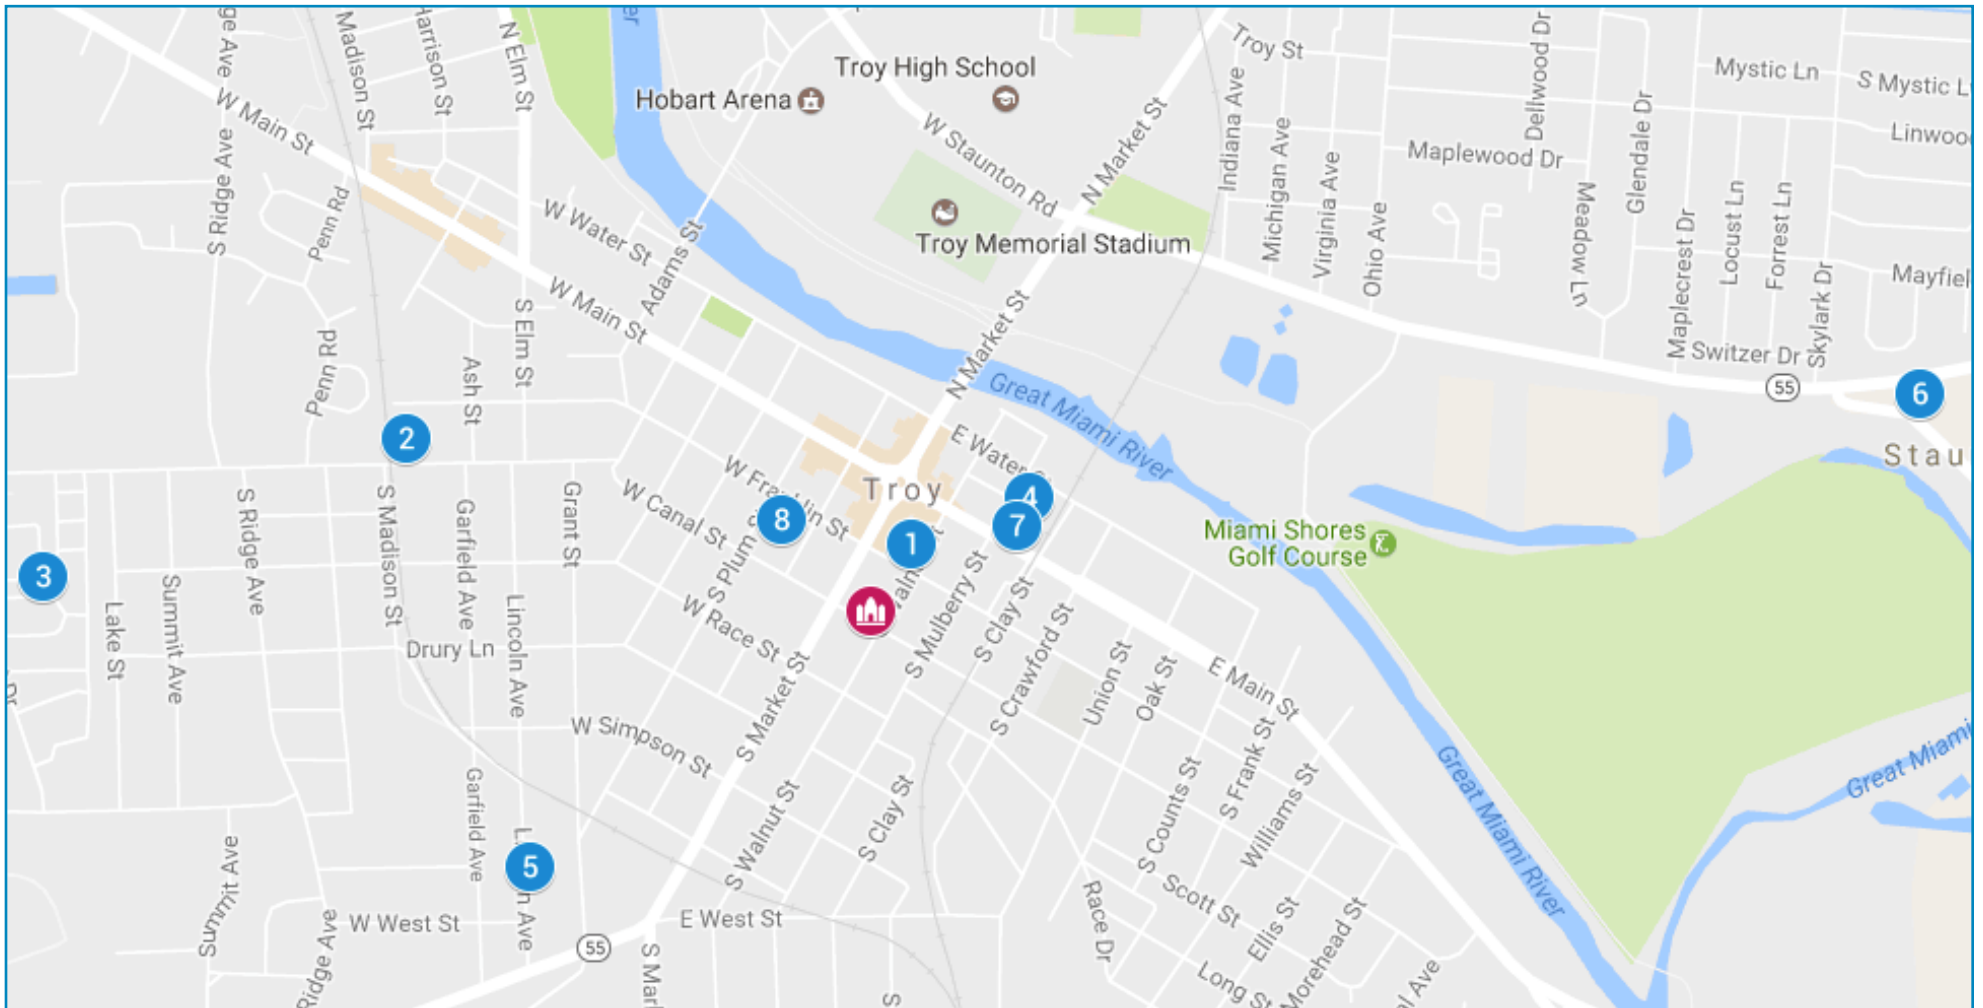 Madison St
Harrison St
N Elm St
River
Troy St
Dellwood Dr
Mystic Ln
S Mystic L
Troy High School
Hobart Arena
W Main St
S Ridge Ave
Penn Rd
W Water St
Adams St
W Staunton Rd
N Market St
Indiana Ave
Michigan Ave
Virginia Ave
Ohio Ave
Maplewood Dr
Glendale Dr
Meadow Ln
Linwoo
Maplecrest Dr
Locust Ln
Forrest Ln
Skylark Dr
Mayfiel
Troy Memorial Stadium
W Main St
S Elm St
Penn Rd
Ash St
N Market St
Great Miami River
Switzer Dr
55
6
Stau
2
E Water
W Franklin St
Troy
4
7
8
1
W Canal St
S Plum
Miami Shores
Golf Course
3
S Ridge Ave
S Madison St
Garfield Ave
Grant St
Lake St
Summit Ave
Lincoln Ave
Drury Ln
W Race St
S Mulberry St
S Clay St
S Crawford St
Union St
Oak St
E Main St
Dr
W Simpson St
S Market St
S Walnut St
S Clay St
S Counts St
S Frank St
Williams St
Great Miami River
Great Miami
Garfield Ave
5
Summit Ave
Ridge Ave
W West St
55
E West St
S Mar
S
Race Dr
Scott St
Ellis St
Morehead St
Long St